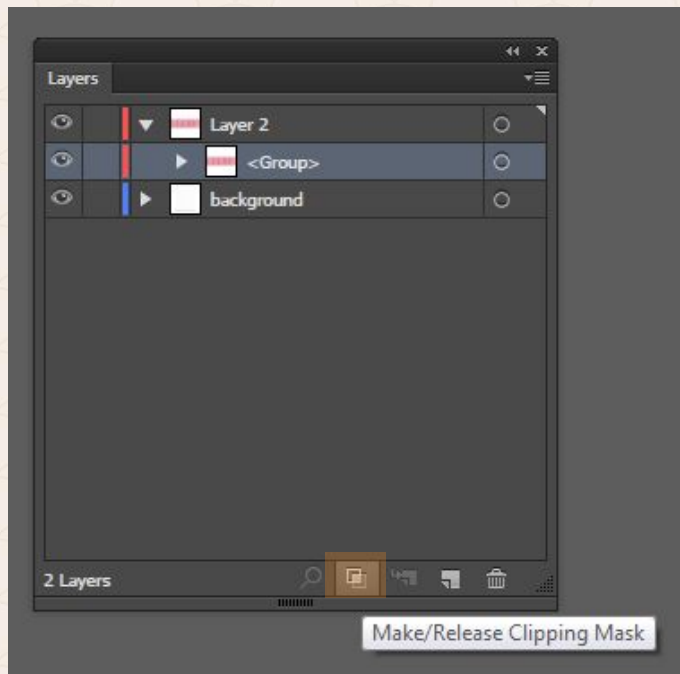 Layers
Layer 2
<Group>
background
2 Layers
Make/Release Clipping Mask